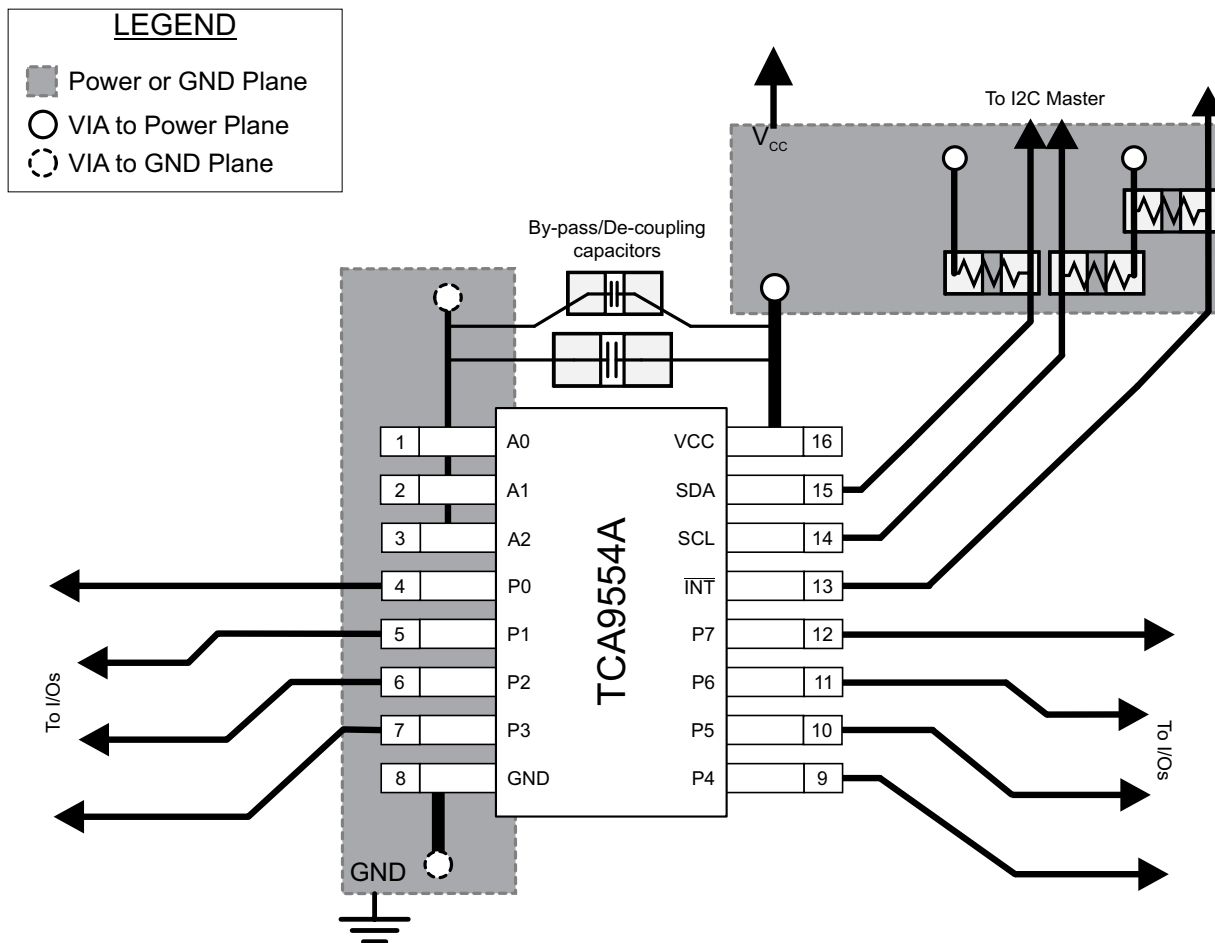 LEGEND
Power or GND Plane
VIA to Power Plane
VIA to GND Plane
VCC
To I2C Master
By-pass/De-coupling
capacitors
1 A0 VCC 16
2 A1 SDA 15
3 A2 SCL 14
4 P0 INT 13
5 P1 P7 12
6 P2 P6 11
7 P3 P5 10
8 GND P4 9
TCA9554A
To I/Os
To I/Os
GND